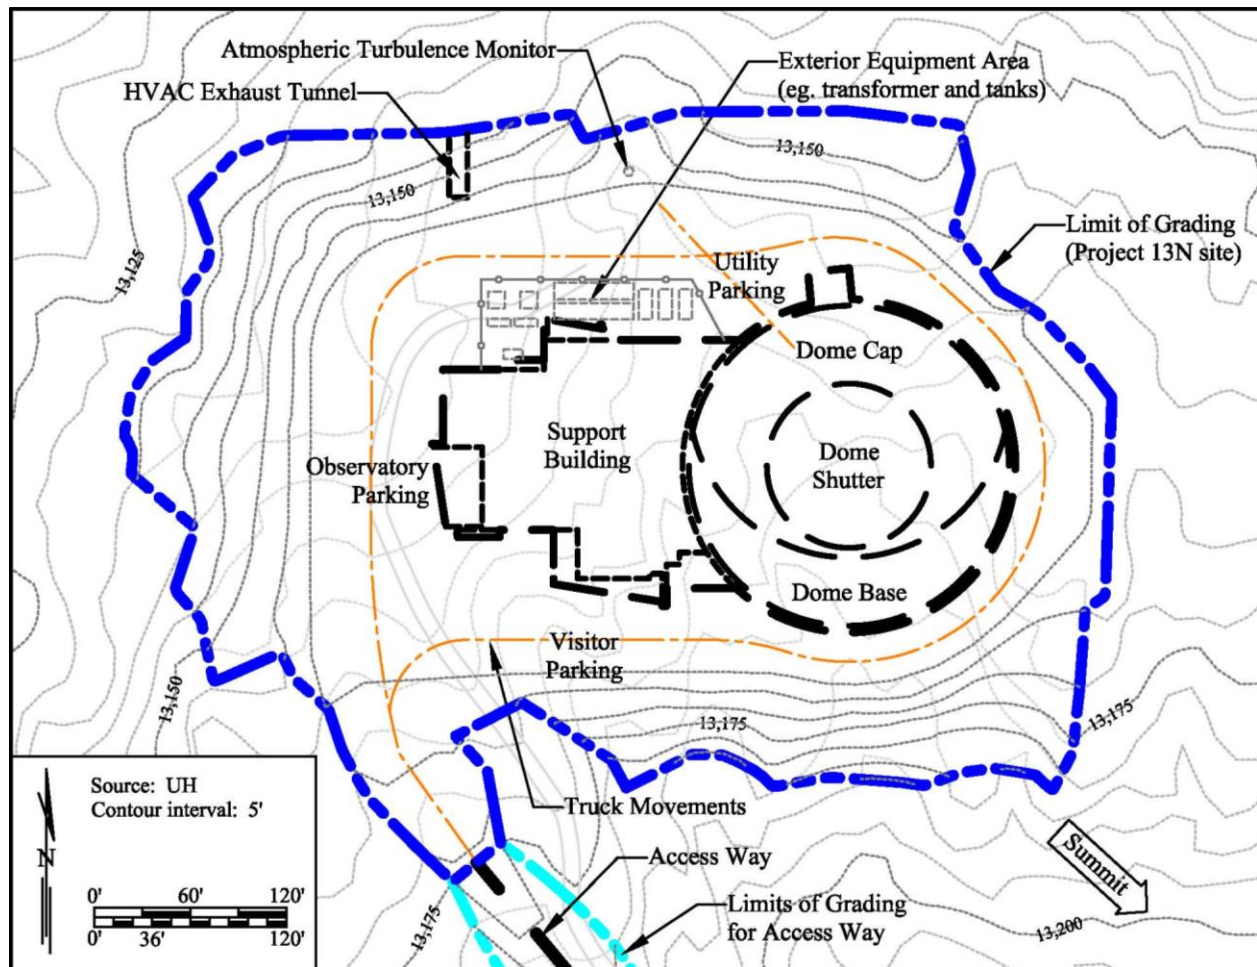 Atmospheric Turbulence Monitor
HVAC Exhaust Tunnel
Exterior Equipment Area
(eg. transformer and tanks)
13,150
13,150
13,125
Limit of Grading
(Project 13N site)
Utility
Parking
Dome Cap
Support
Building
Dome
Shutter
Observatory
Parking
Dome Base
Visitor
Parking
13,150
13,175
13,175
Source: UH
Contour interval: 5'
Truck Movements
N
0' 60' 120'
0' 36' 120'
Access Way
Summit
Limits of Grading
for Access Way
13,175
13,200